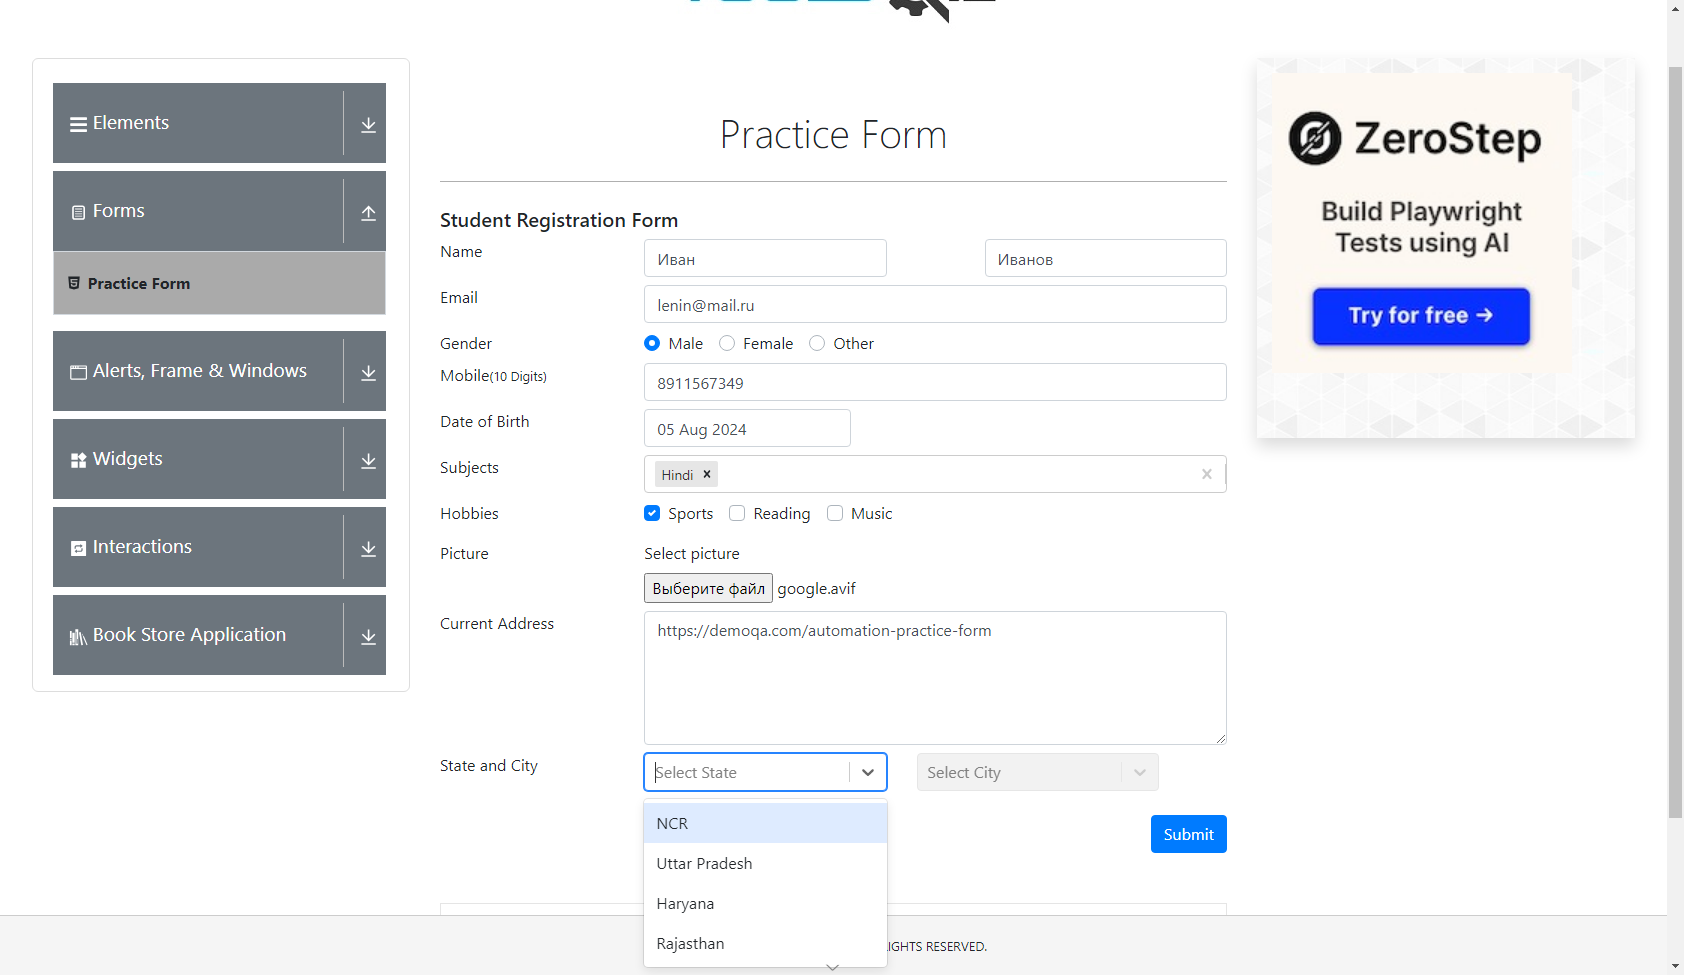 Elements
Forms
Practice Form
Alerts, Frame & Windows
Widgets
Interactions
Book Store Application
Practice Form
Student Registration Form
Name
Иван
Иванов
Email
lenin@mail.ru
Gender
Male
Female
Other
Mobile(10 Digits)
8911567349
Date of Birth
05 Aug 2024
Subjects
Hindi
Hobbies
Sports
Reading
Music
Picture
Select picture
Выберите файл google.avif
Current Address
https://demoqa.com/automation-practice-form
State and City
Select State
Select City
NCR
Uttar Pradesh
Haryana
Rajasthan
Submit
RESERVED.
ZeroStep
Build Playwright
Tests using AI
Try for free →